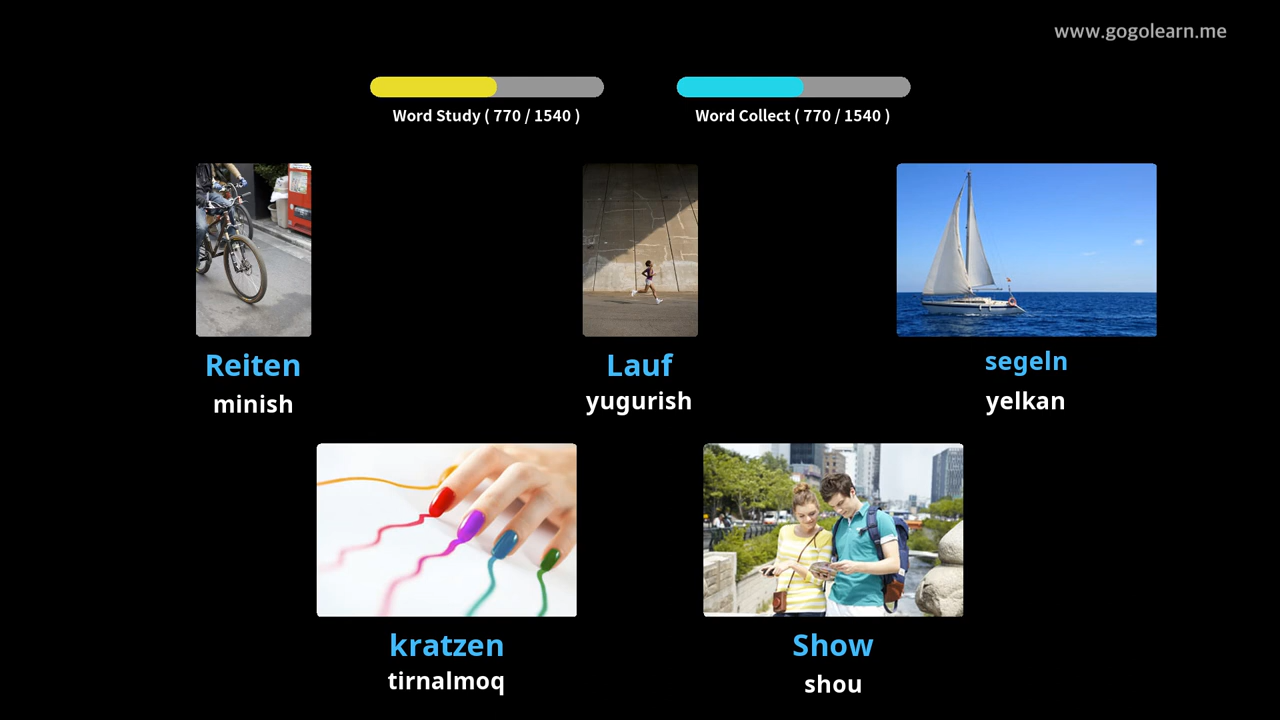 www.gogolearn.me
Word Study ( 770 / 1540 )
Word Collect ( 770 / 1540 )
Reiten
minish
Lauf
yugurish
segeln
yelkan
kratzen
tirnalmoq
Show
shou